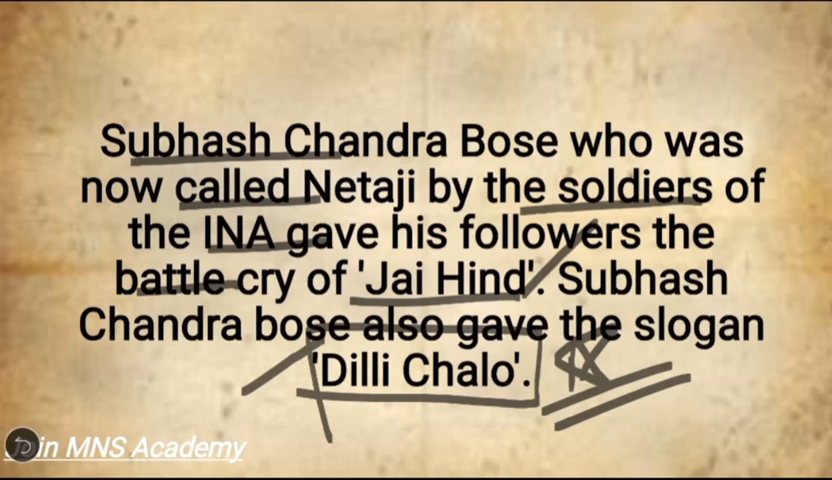 Subhash Chandra Bose who was
now called Netaji by the soldiers of
the INA gave his followers the
battle cry of 'Jai Hind'. Subhash
Chandra bose also gave the slogan
'Dilli Chalo'.
Join MNS Academy